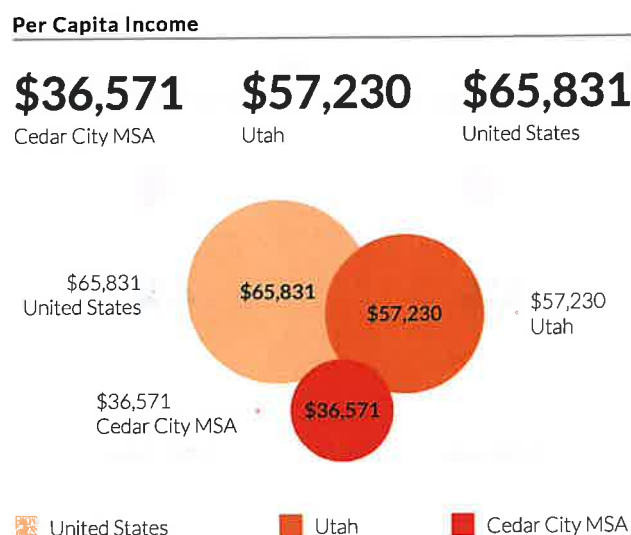 Per Capita Income
$36,571 $57,230 $65,831
Cedar City MSA Utah United States
$65,831
United States
$65,831
$57,230
$57,230
Utah
$36,571
Cedar City MSA
$36,571
United States Utah Cedar City MSA